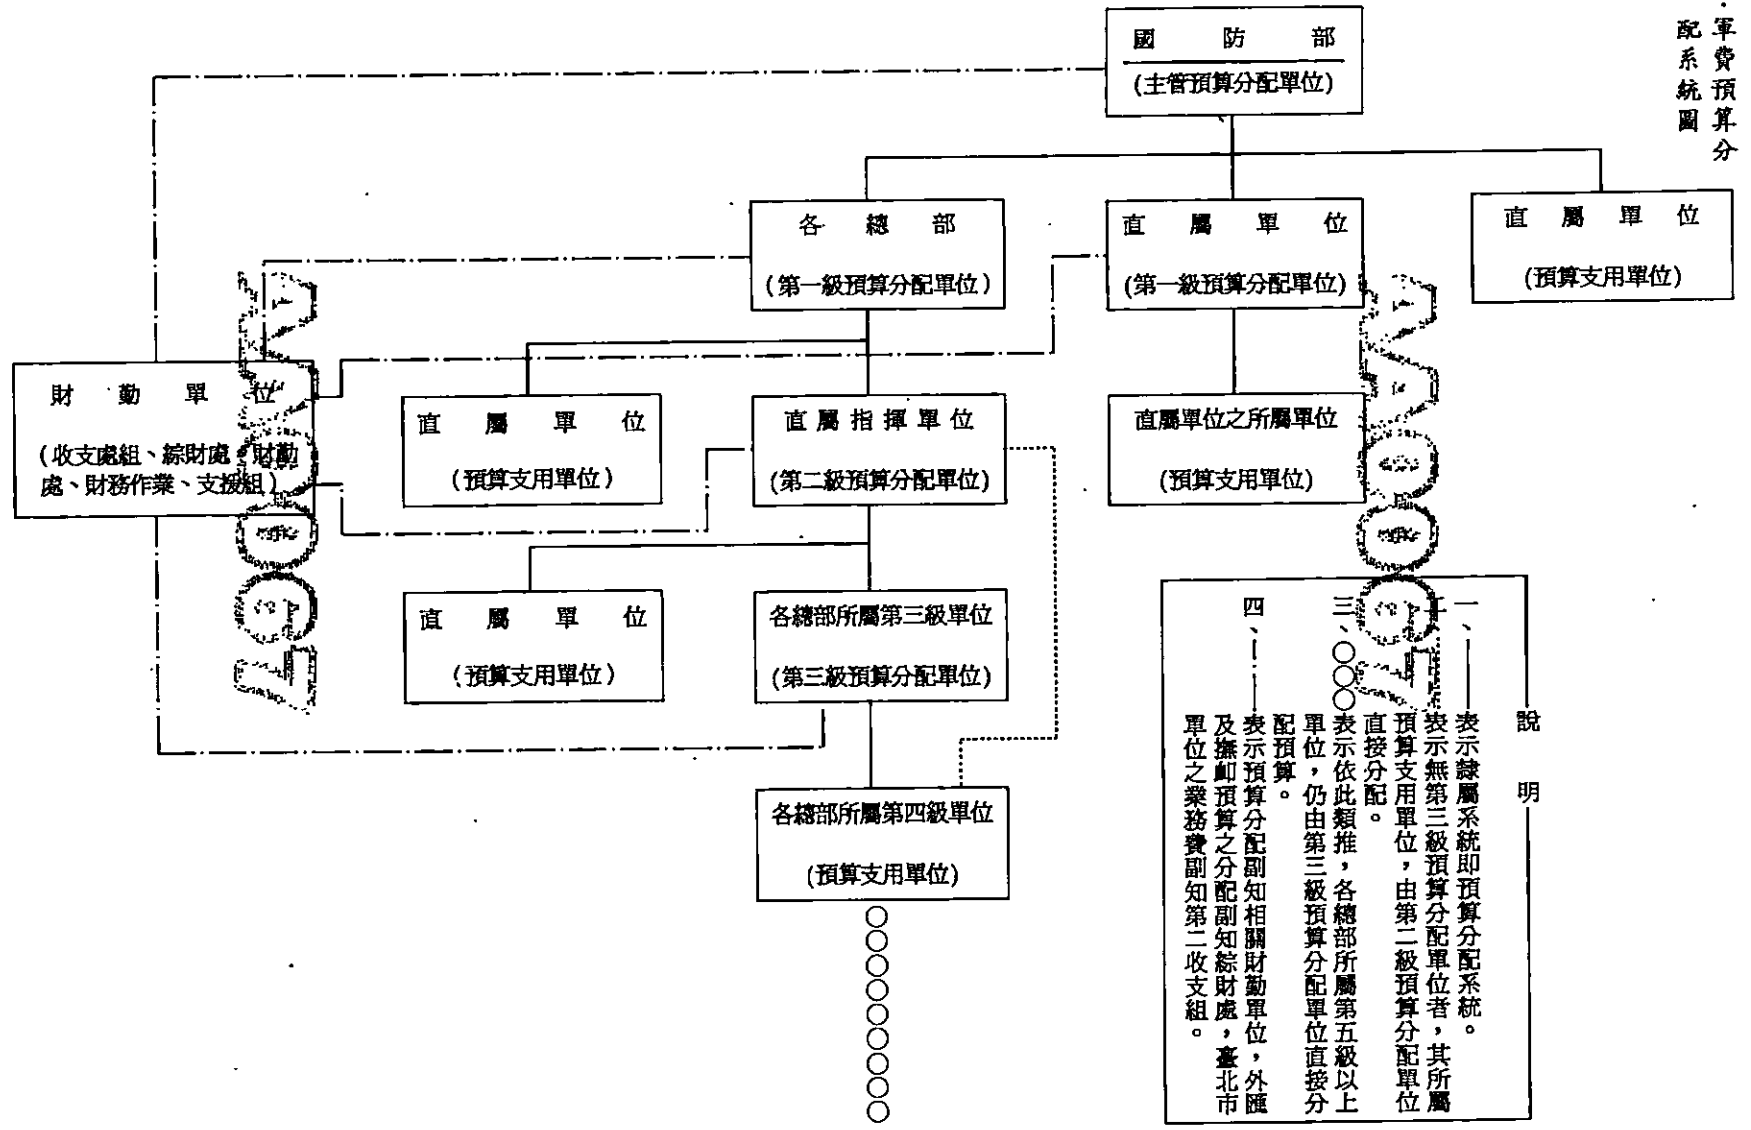 軍費預算分
配系統圖
國防部
(主管預算分配單位)
各總部
(第一級預算分配單位)
直屬單位
(第一級預算分配單位)
直屬單位
(預算支用單位)
財勤單位
(收支處組、綜財處、財勤
處、財務作業、支援組)
直屬單位
(預算支用單位)
直屬指揮單位
(第二級預算分配單位)
直屬單位之所屬單位
(預算支用單位)
直屬單位
(預算支用單位)
各總部所屬第三級單位
(第三級預算分配單位)
各總部所屬第四級單位
(預算支用單位)
○○○○○○○○○
說明
一、——表示隸屬系統即預算分配系統。
二、表示無第三級預算分配單位者，其所屬
預算支用單位，由第二級預算分配單位
直接分配。
三、○○○表示依此類推，各總部所屬第五級以上
單位，仍由第三級預算分配單位直接分
配預算。
四、—·—·—表示預算分配副知相關財勤單位，外匯
及撫卹預算之分配副知綜財處，臺北市
單位之業務費副知第二收支組。